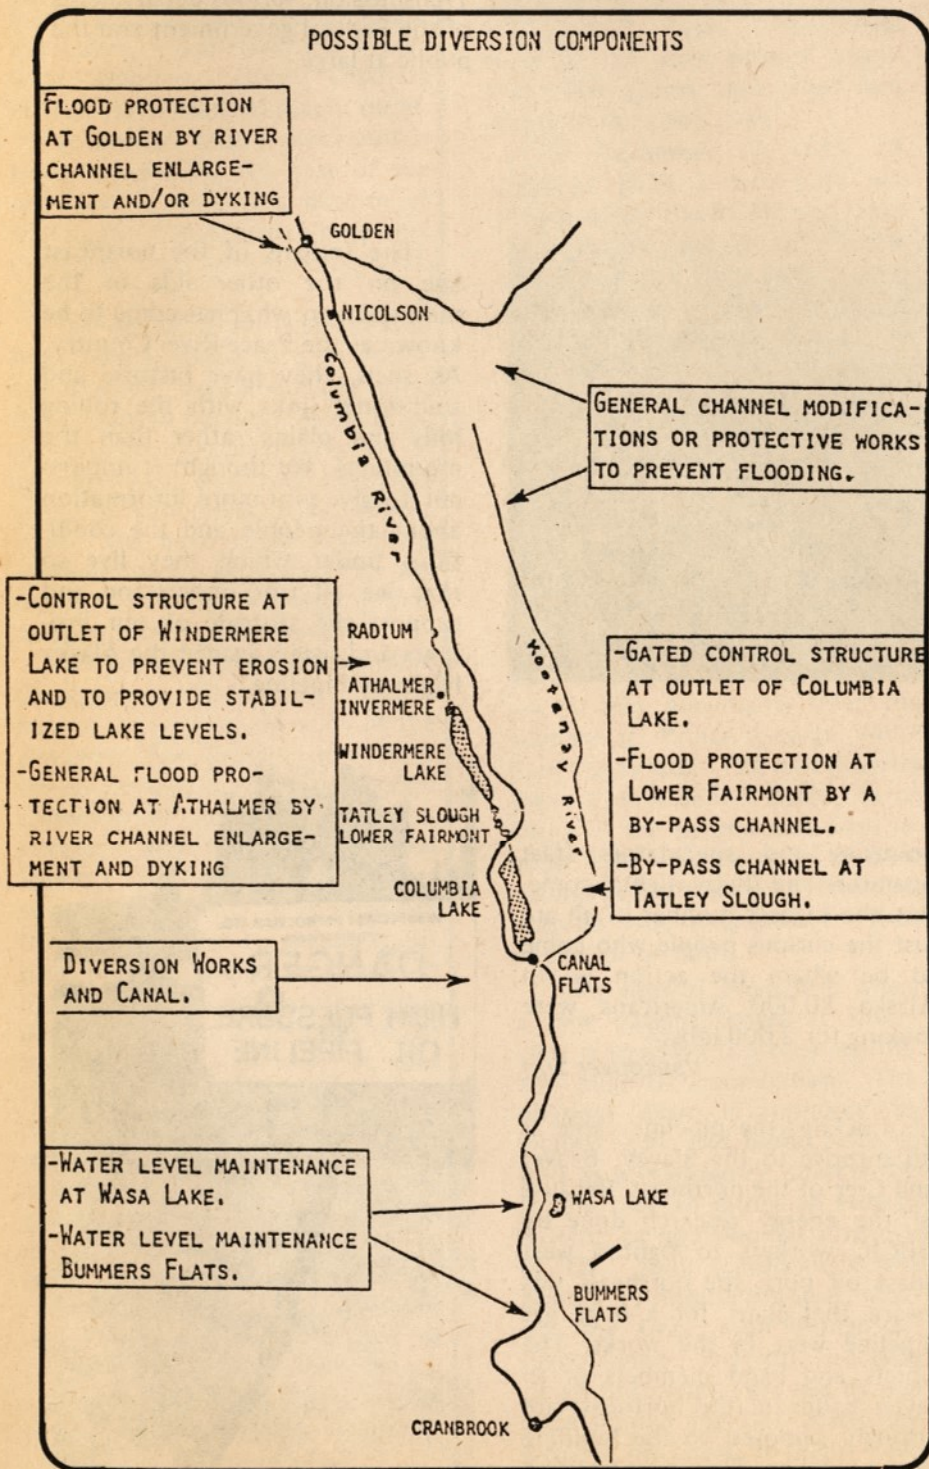 POSSIBLE DIVERSION COMPONENTS
FLOOD PROTECTION
AT GOLDEN BY RIVER
CHANNEL ENLARGE-
MENT AND/OR DYKING
GOLDEN
NICOLSON
Columbia River
GENERAL CHANNEL MODIFICA-
TIONS OR PROTECTIVE WORKS
TO PREVENT FLOODING.
-CONTROL STRUCTURE AT
OUTLET OF WINDERMERE
LAKE TO PREVENT EROSION
AND TO PROVIDE STABIL-
IZED LAKE LEVELS.
-GENERAL FLOOD PRO-
TECTION AT ATHALMER BY
RIVER CHANNEL ENLARGE-
MENT AND DYKING
RADIUM
ATHALMER
INVERMERE
WINDERMERE
LAKE
TATLEY SLOUGH
LOWER FAIRMONT
COLUMBIA
LAKE
Kootenay River
-GATED CONTROL STRUCTURE
AT OUTLET OF COLUMBIA
LAKE.
-FLOOD PROTECTION AT
LOWER FAIRMONT BY A
BY-PASS CHANNEL.
-BY-PASS CHANNEL AT
TATLEY SLOUGH.
DIVERSION WORKS
AND CANAL.
CANAL
FLATS
-WATER LEVEL MAINTENANCE
AT WASA LAKE.
-WATER LEVEL MAINTENANCE
BUMMERS FLATS.
WASA LAKE
BUMMERS
FLATS
CRANBROOK